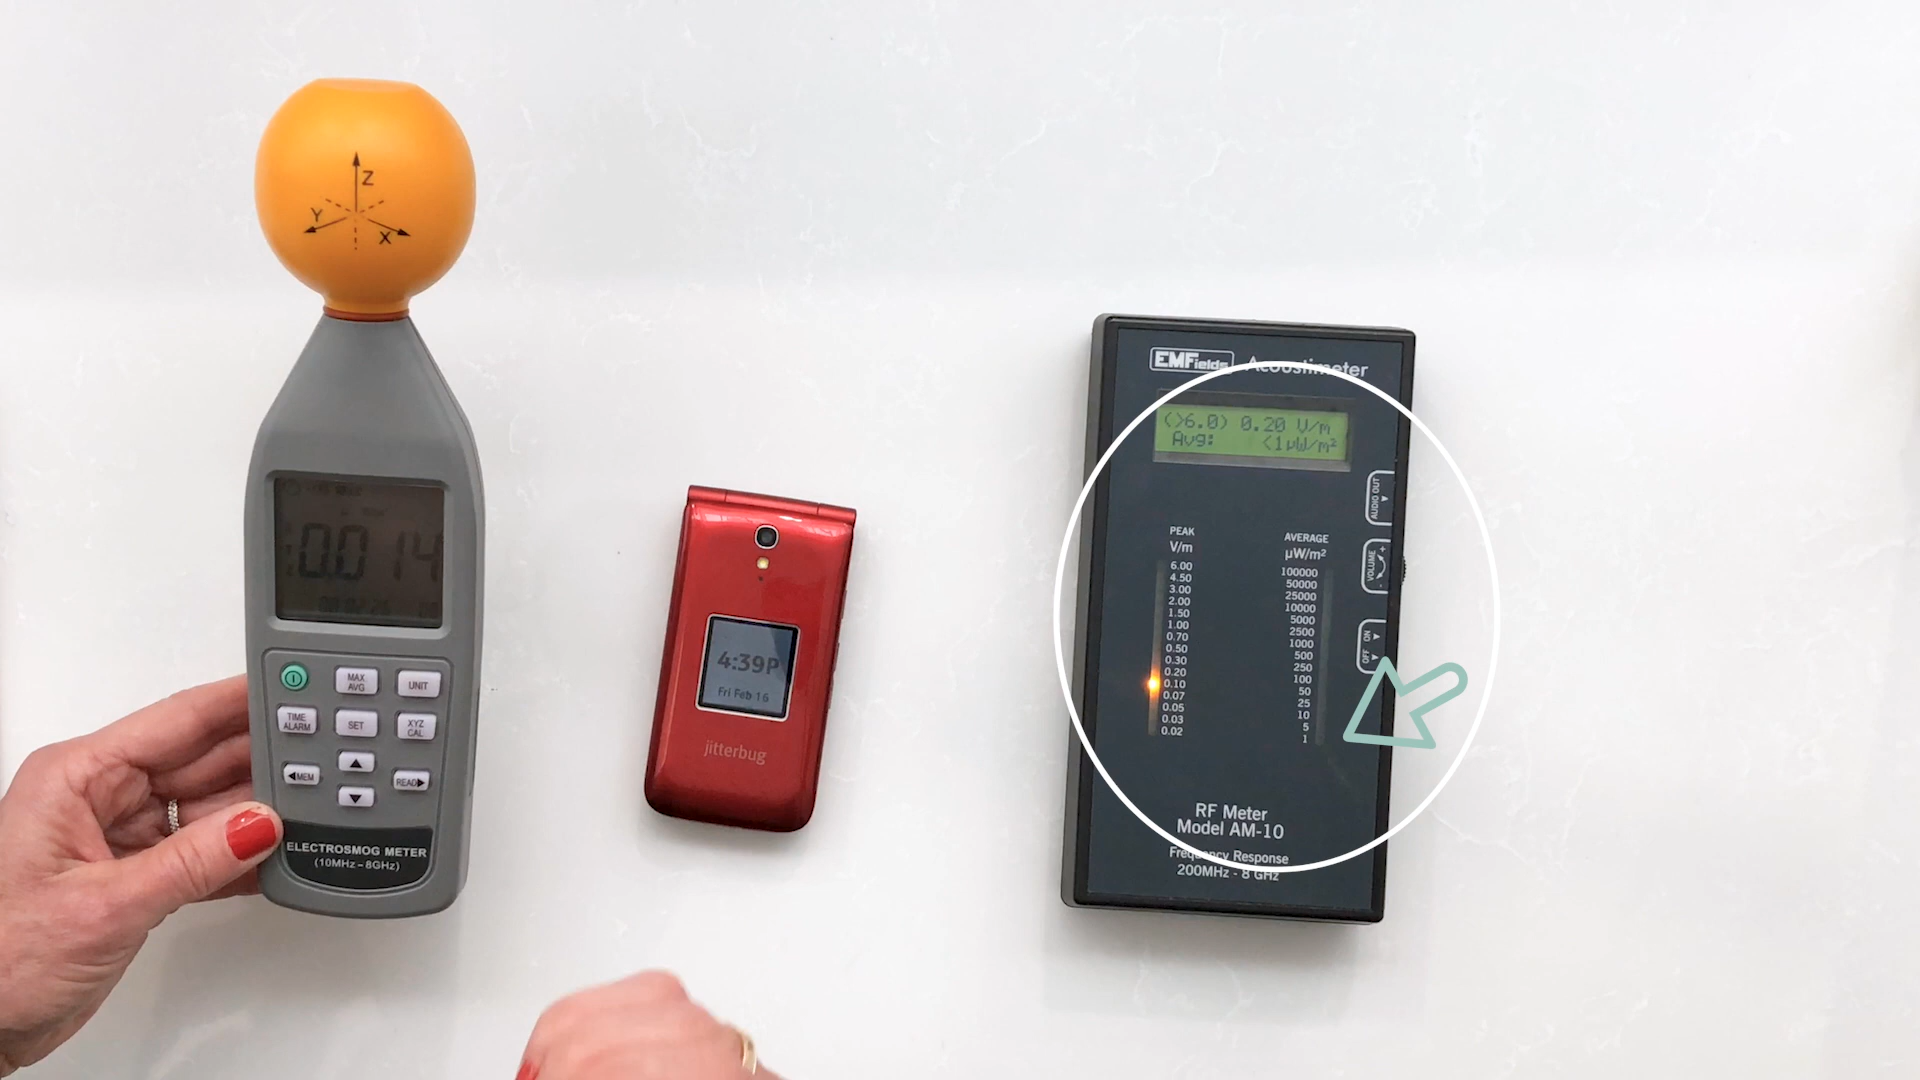 Z
Y
X
0.014
MAX
AVG
UNIT
TIME
ALARM
SET
XYZ
CAL
◀MEM
▲
READ▶
▼
ELECTROSMOG METER
(10MHz – 8GHz)
4:39P
Fri Feb 16
jitterbug
EMFields Acoustimeter
(>6.0) 0.20 V/m
Avg: <1µW/m²
AUDIO OUT
VOLUME
- +
OFF ON
PEAK
V/m
6.00
4.50
3.00
2.00
1.50
1.00
0.70
0.50
0.30
0.20
0.10
0.07
0.05
0.03
0.02
AVERAGE
µW/m²
100000
50000
25000
10000
5000
2500
1000
500
250
100
50
25
10
5
1
RF Meter
Model AM-10
Frequency Response
200MHz - 8 GHz